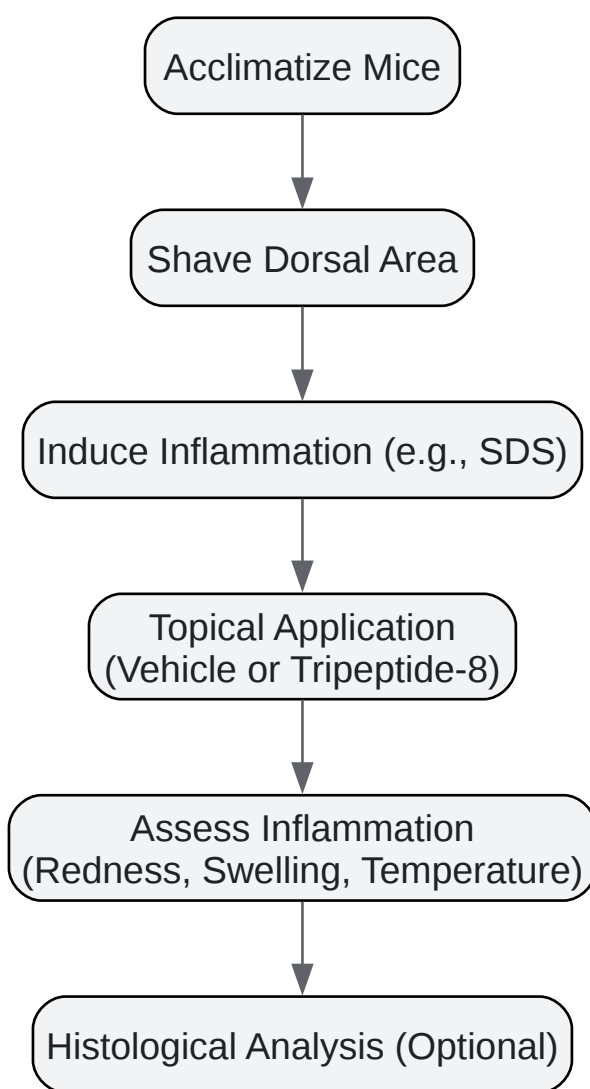 Acclimatize Mice
Shave Dorsal Area
Induce Inflammation (e.g., SDS)
Topical Application
(Vehicle or Tripeptide-8)
Assess Inflammation
(Redness, Swelling, Temperature)
Histological Analysis (Optional)